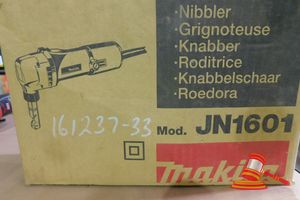 ·Nibbler
·Grignoteuse
·Knabber
·Roditrice
·Knabbelschaar
·Roedora
161237-33
Mod. JN1601
Makita